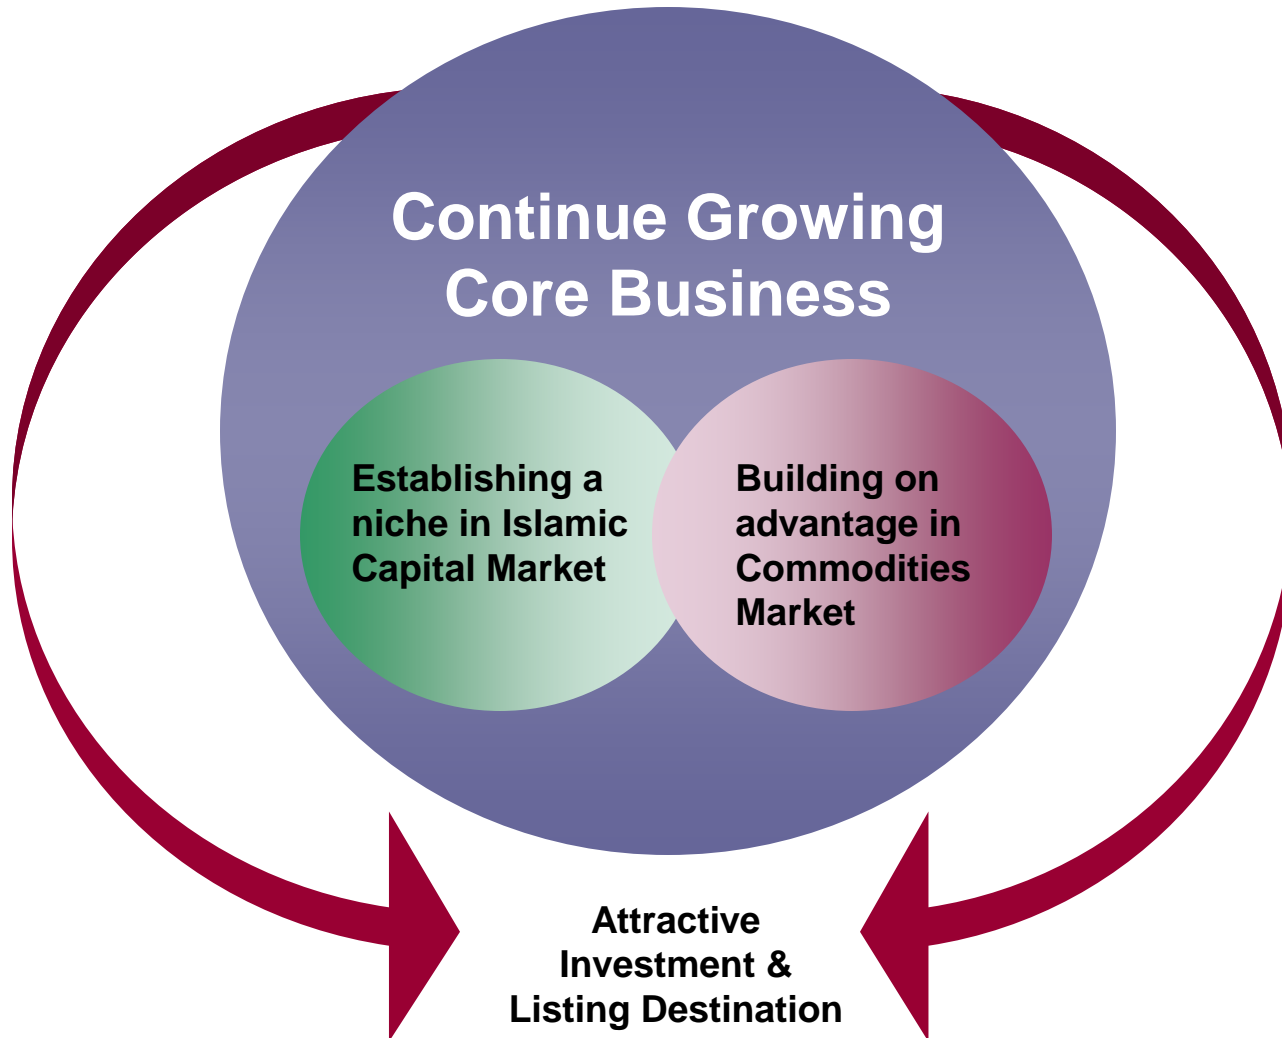 Continue Growing
Core Business
Establishing a
niche in Islamic
Capital Market
Building on
advantage in
Commodities
Market
Attractive
Investment &
Listing Destination